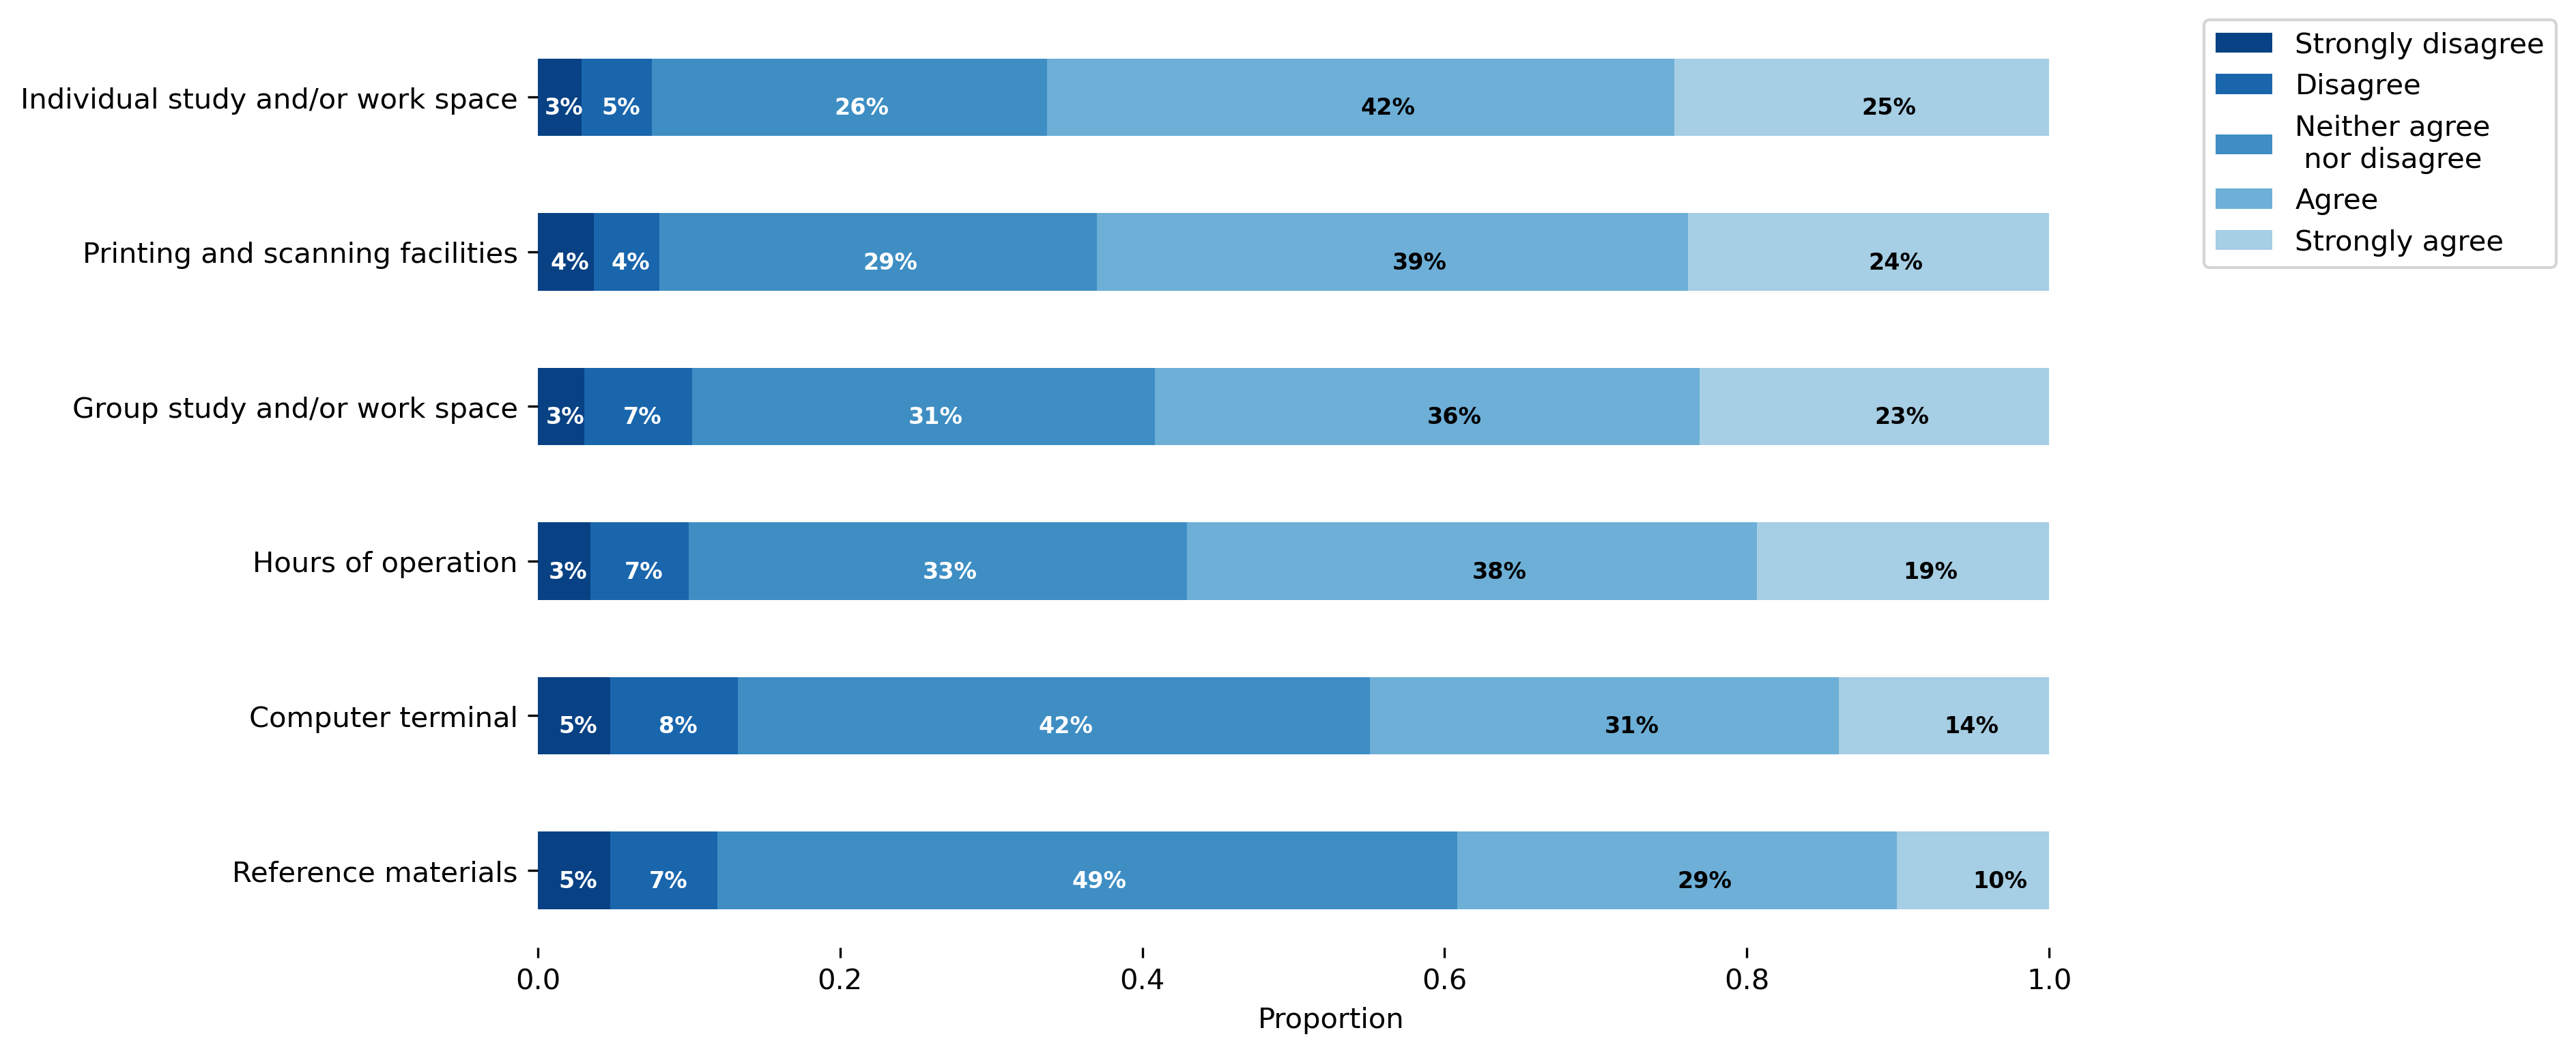 Strongly disagree
Disagree
Neither agree
nor disagree
Agree
Strongly agree
Individual study and/or work space
3% 5% 26% 42% 25%
Printing and scanning facilities
4% 4% 29% 39% 24%
Group study and/or work space
3% 7% 31% 36% 23%
Hours of operation
3% 7% 33% 38% 19%
Computer terminal
5% 8% 42% 31% 14%
Reference materials
5% 7% 49% 29% 10%
0.0 0.2 0.4 0.6 0.8 1.0
Proportion